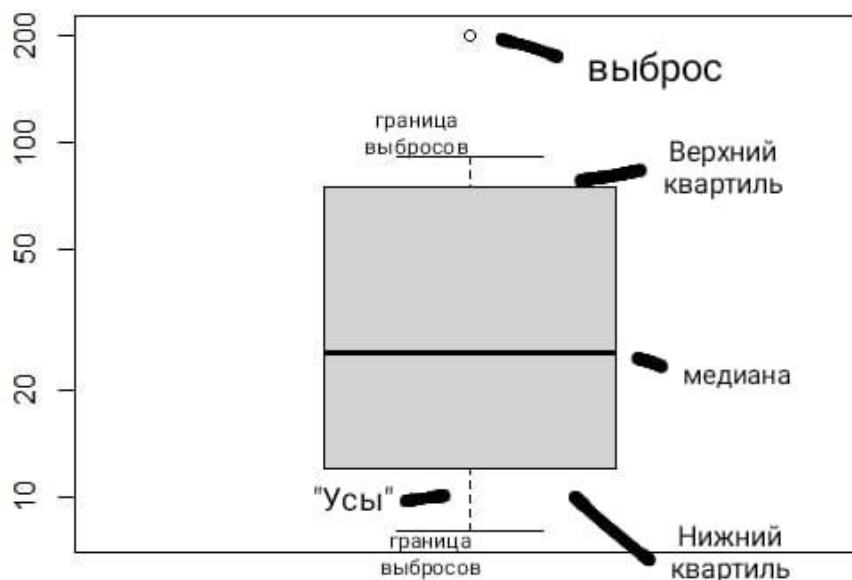 200
выброс
граница
выбросов
100
Верхний
квартиль
50
медиана
20
10
"Усы"
граница
выбросов
Нижний
квартиль